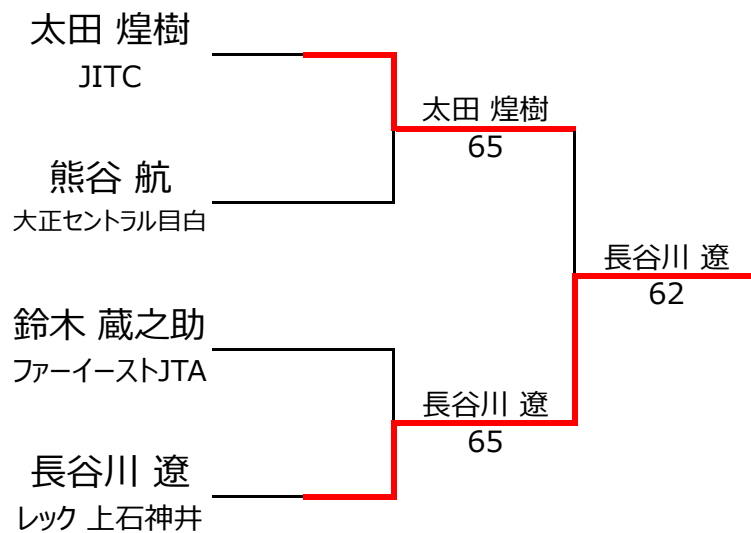 太田 煌樹
JITC
太田 煌樹
65
熊谷 航
大正セントラル目白
長谷川 遼
62
鈴木 蔵之助
ファーイーストJTA
長谷川 遼
65
長谷川 遼
レック 上石神井